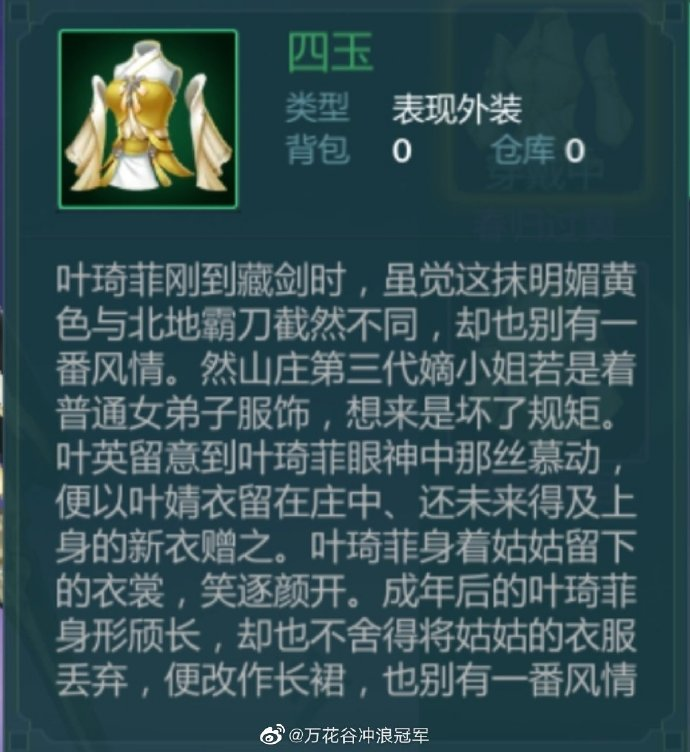 四玉
类型 表现外装
背包 0 仓库 0
叶琦菲刚到藏剑时，虽觉这抹明媚黄
色与北地霸刀截然不同，却也别有一
番风情。然山庄第三代嫡小姐若是着
普通女弟子服饰，想来是坏了规矩。
叶英留意到叶琦菲眼神中那丝慕动，
便以叶婧衣留在庄中、还未来得及上
身的新衣赠之。叶琦菲身着姑姑留下
的衣裳，笑逐颜开。成年后的叶琦菲
身形颀长，却也不舍得将姑姑的衣服
丢弃，便改作长裙，也别有一番风情
@万花谷冲浪冠军